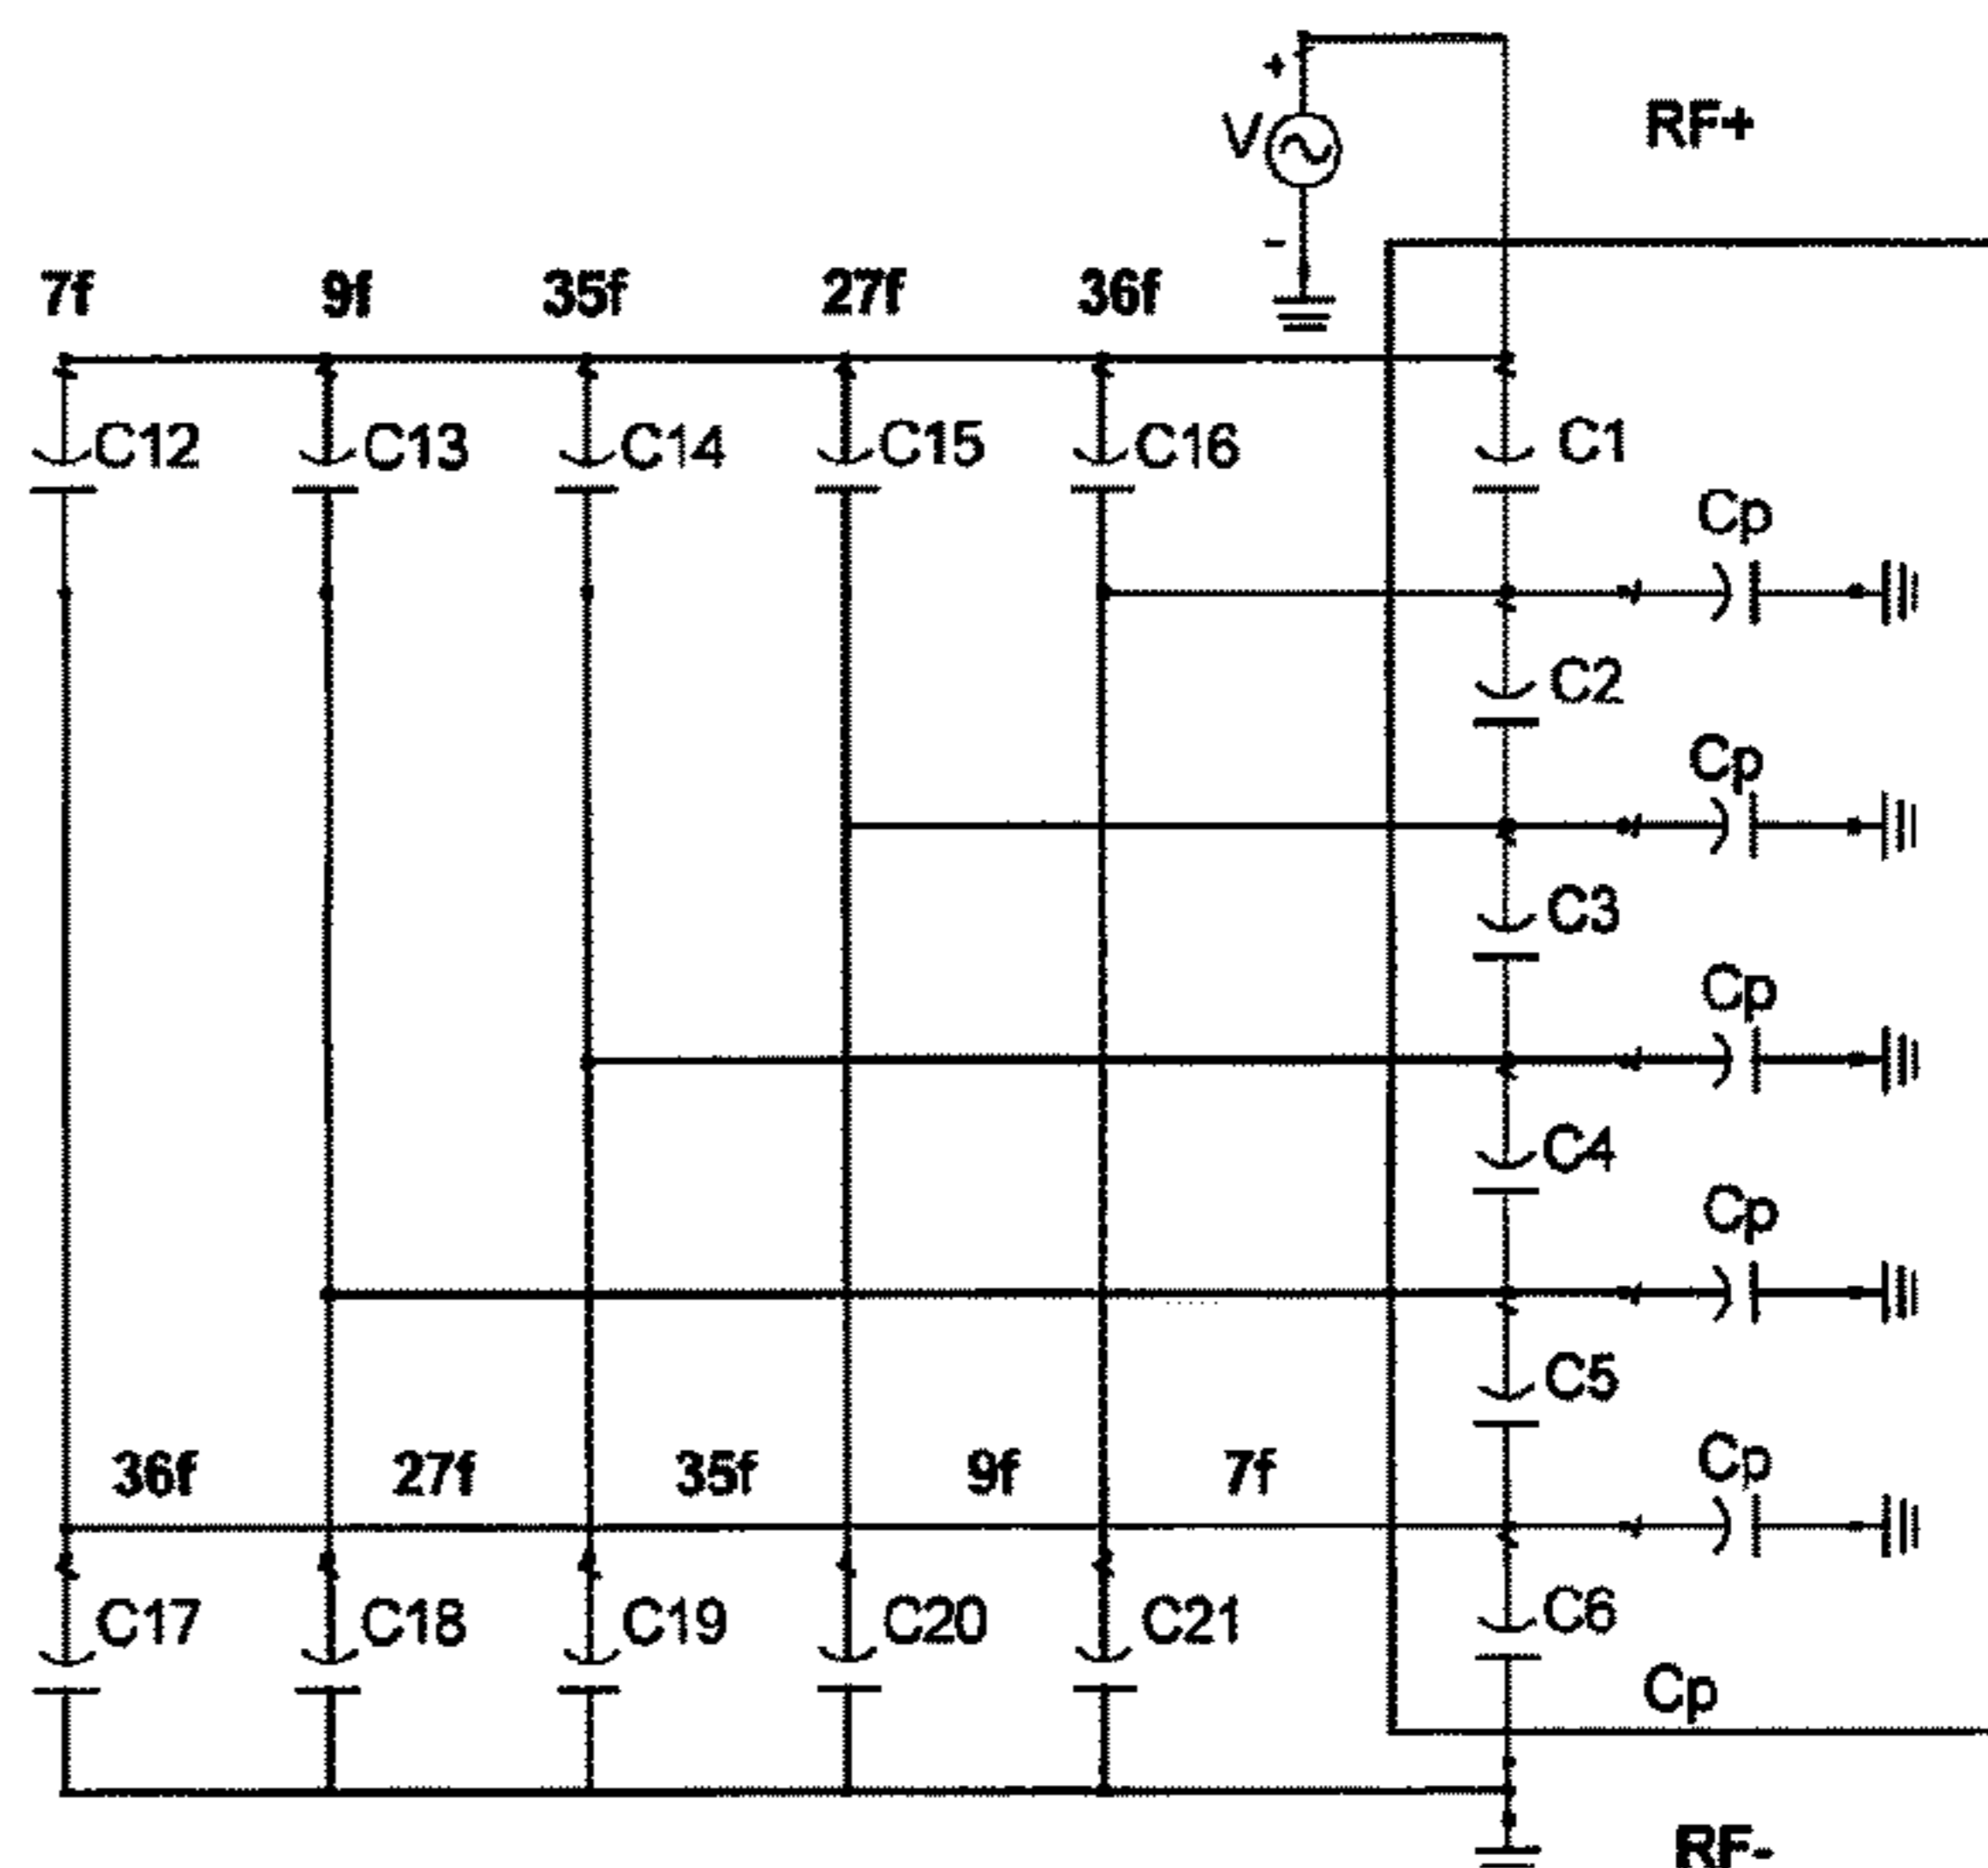 +
V
RF+
-
7f 9f 35f 27f 36f
C12 C13 C14 C15 C16 C1
Cp
C2
Cp
C3
Cp
C4
Cp
C5
Cp
36f 27f 35f 9f 7f
C17 C18 C19 C20 C21 C6
Cp
RF-